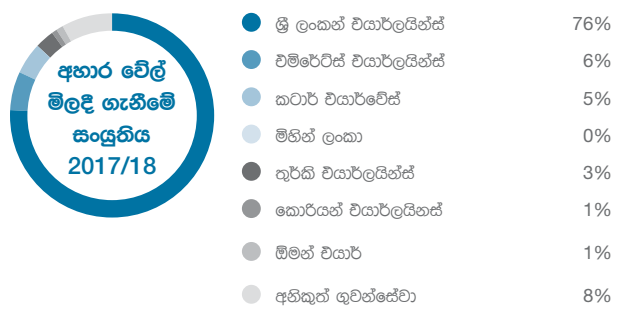 අහාර වේල්
මිලදී ගැනීමේ
සංයුතිය
2017/18
ශ්‍රී ලංකන් එයාර්ලයින්ස් 76%
එමිරේට්ස් එයාර්ලයින්ස් 6%
කටාර් එයාර්වේස් 5%
මිහින් ලංකා 0%
තුර්කි එයාර්ලයින්ස් 3%
කොරියන් එයාර්ලයිනස් 1%
ඕමන් එයාර් 1%
අනිකුත් ගුවන්සේවා 8%